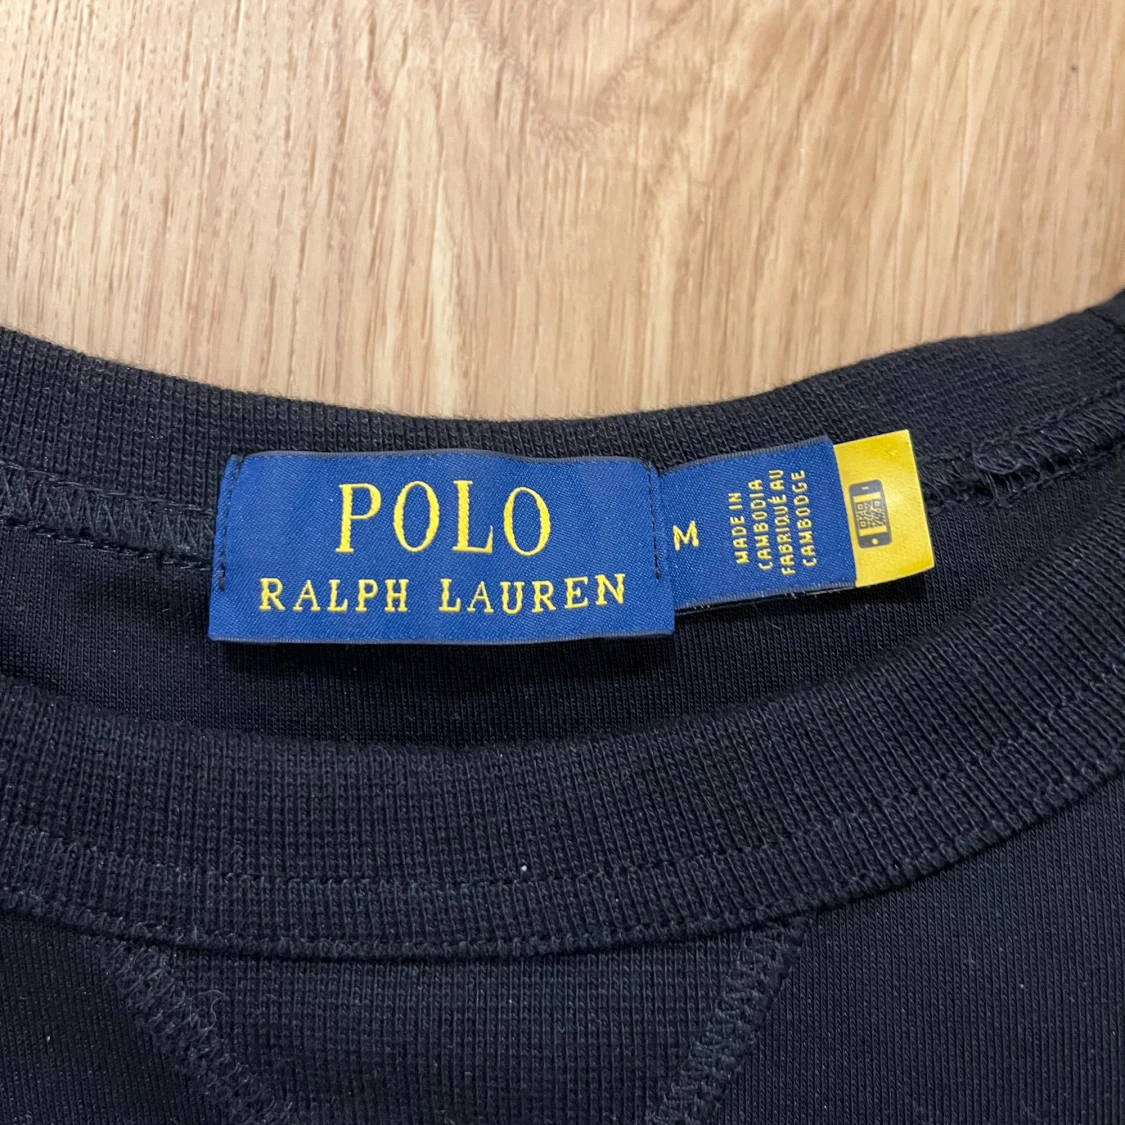 POLO
RALPH LAUREN
M
MADE IN
CAMBODIA
FABRIQUÉ AU
CAMBODGE